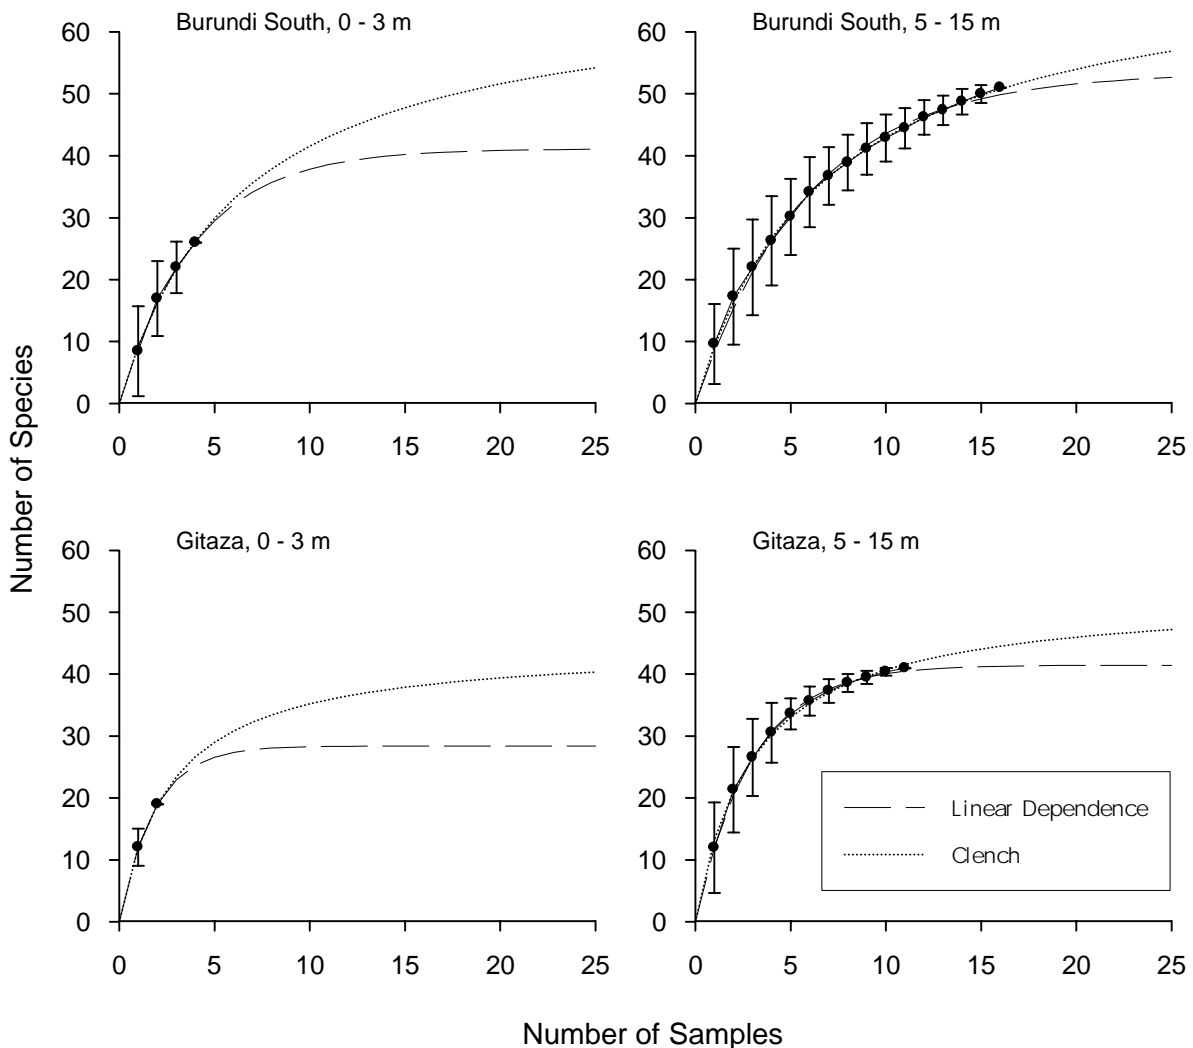 Burundi South, 0 - 3 m
60
50
40
30
20
10
0
0 5 10 15 20 25
Burundi South, 5 - 15 m
60
50
40
30
20
10
0
0 5 10 15 20 25
Number of Species
Gitaza, 0 - 3 m
60
50
40
30
20
10
0
0 5 10 15 20 25
Gitaza, 5 - 15 m
60
50
40
30
20
10
0
0 5 10 15 20 25
Linear Dependence
Clench
Number of Samples